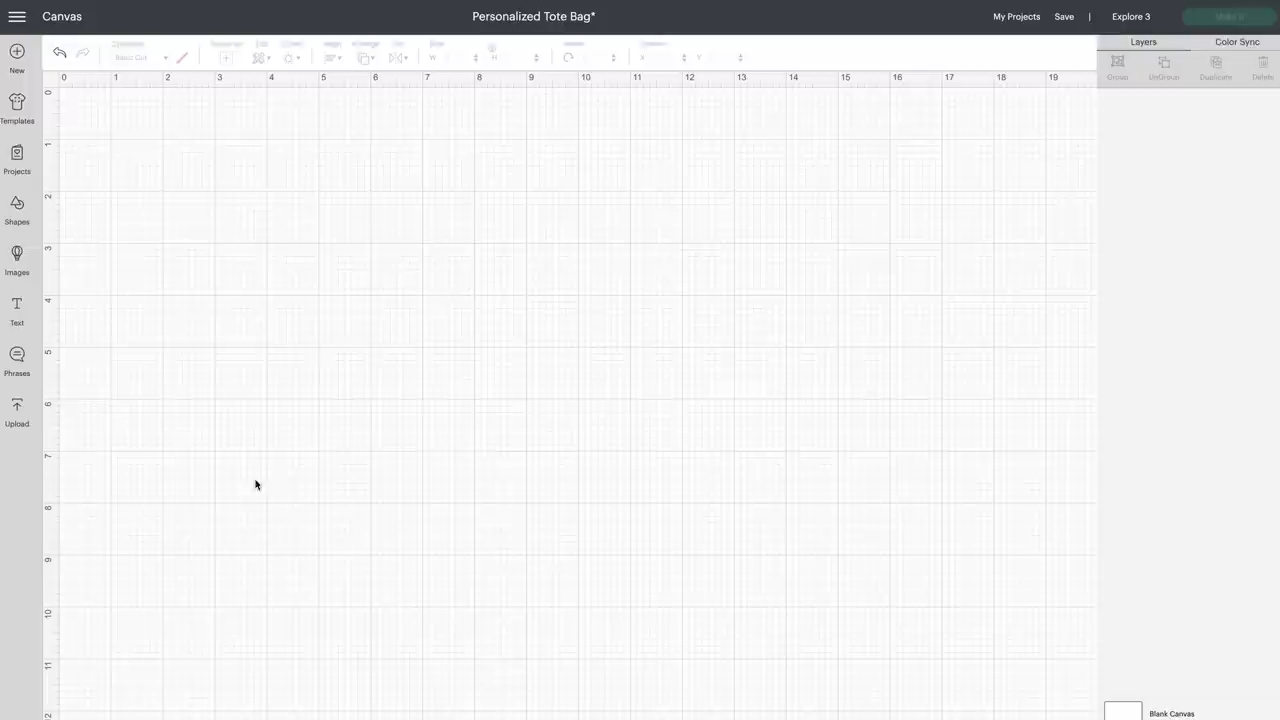 Canvas
Personalized Tote Bag*
My Projects Save | Explore 3
Layers Color Sync
New
Basic Cut
W H X Y
Group UnGroup Duplicate Delete
0 1 2 3 4 5 6 7 8 9 10 11 12 13 14 15 16 17 18 19
0
1
2
3
4
5
6
7
8
9
10
11
Templates
Projects
Shapes
Images
Text
Phrases
Upload
Blank Canvas